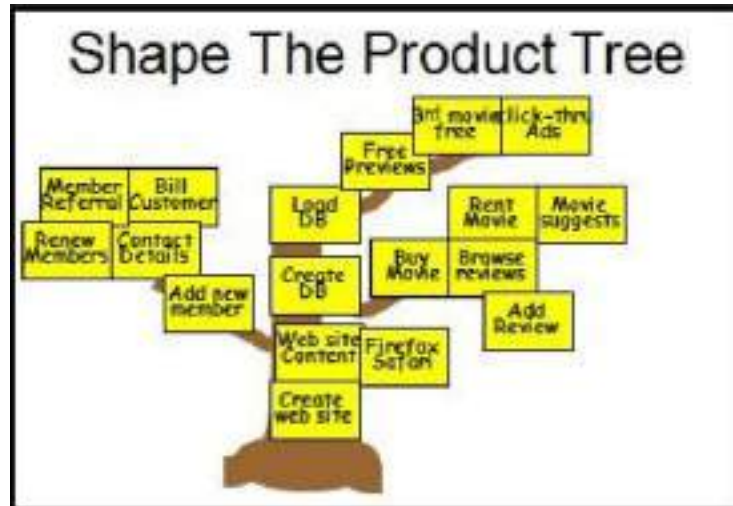 Shape The Product Tree
3rd movie
free
Click-thru
Ads
Free
Previews
Member
Referral
Bill
Customer
Load
DB
Rent
Movie
Movie
suggests
Renew
Members
Contact
Details
Buy
Movie
Browse
reviews
Create
DB
Add new
member
Add
Review
Web site
Content
Firefox
Safari
Create
web site